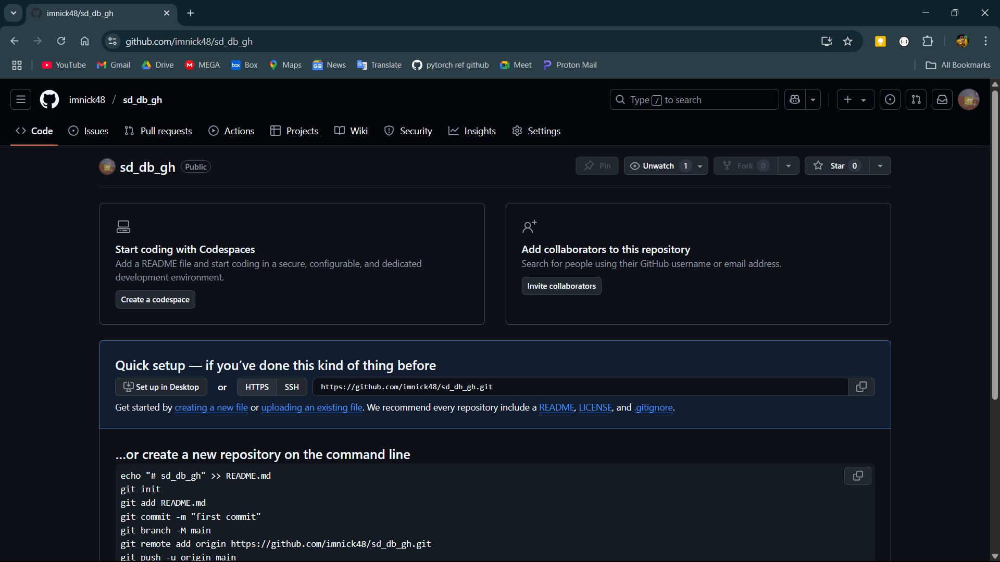 imnick48/sd_db_gh
github.com/imnick48/sd_db_gh
YouTube Gmail Drive MEGA Box Maps News Translate pytorch ref github Meet Proton Mail All Bookmarks
imnick48 / sd_db_gh Type / to search
Code Issues Pull requests Actions Projects Wiki Security Insights Settings
sd_db_gh Public Pin Unwatch 1 Fork 0 Star 0
Start coding with Codespaces
Add a README file and start coding in a secure, configurable, and dedicated
development environment.
Create a codespace
Add collaborators to this repository
Search for people using their GitHub username or email address.
Invite collaborators
Quick setup — if you’ve done this kind of thing before
Set up in Desktop or HTTPS SSH https://github.com/imnick48/sd_db_gh.git
Get started by creating a new file or uploading an existing file. We recommend every repository include a README, LICENSE, and .gitignore.
…or create a new repository on the command line
echo "# sd_db_gh" >> README.md
git init
git add README.md
git commit -m "first commit"
git branch -M main
git remote add origin https://github.com/imnick48/sd_db_gh.git
git push -u origin main